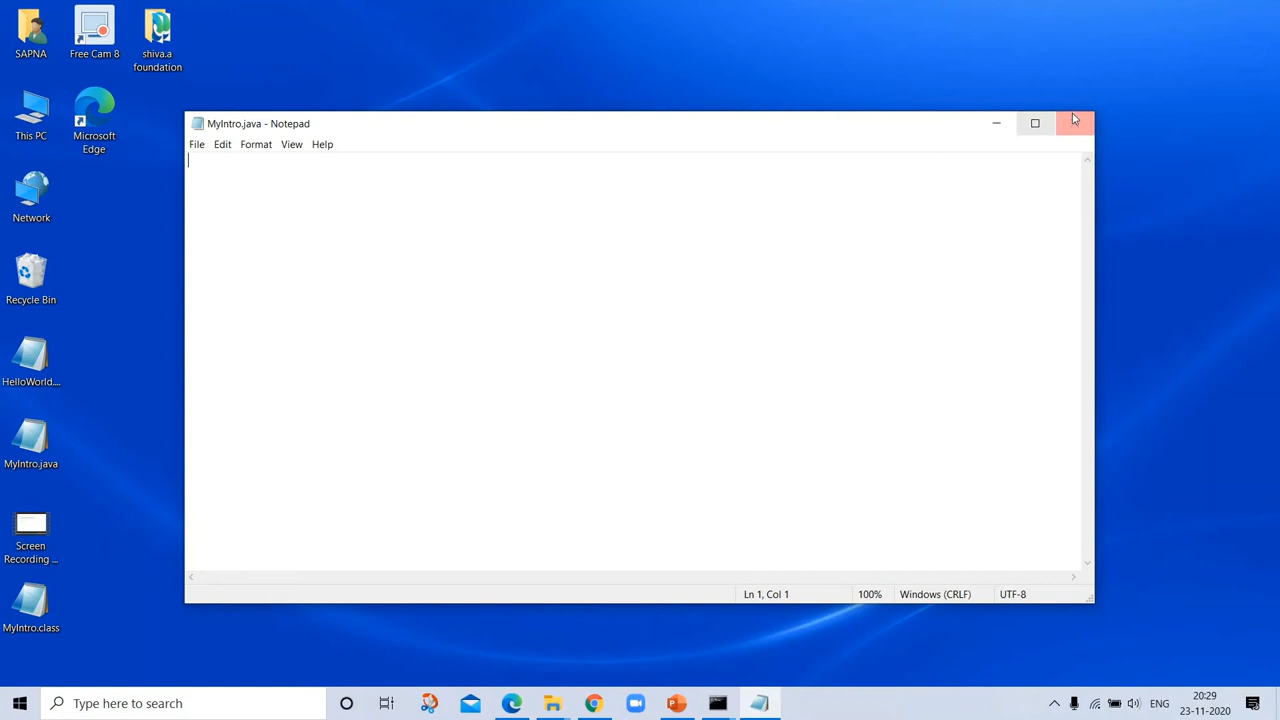 SAPNA
Free Cam 8
shiva.a
foundation
This PC
Microsoft
Edge
Network
Recycle Bin
HelloWorld....
MyIntro.java
Screen
Recording ...
MyIntro.class
MyIntro.java - Notepad
File Edit Format View Help
Ln 1, Col 1 100% Windows (CRLF) UTF-8
Type here to search
ENG
20:29
23-11-2020